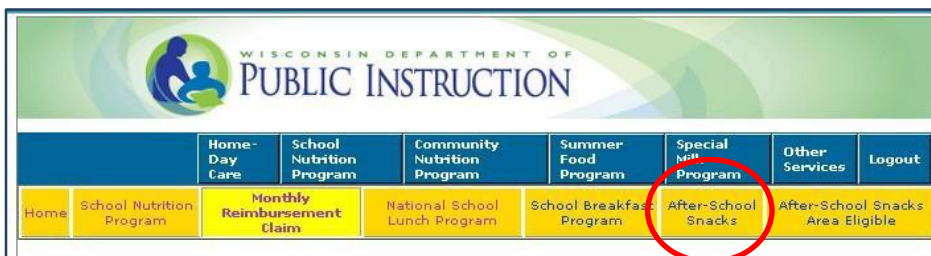 WISCONSIN DEPARTMENT OF
PUBLIC INSTRUCTION
Home-
Day
Care
School
Nutrition
Program
Community
Nutrition
Program
Summer
Food
Program
Special
Milk
Program
Other
Services
Logout
Home
School Nutrition
Program
Monthly
Reimbursement
Claim
National School
Lunch Program
School Breakfast
Program
After-School
Snacks
After-School Snacks
Area Eligible